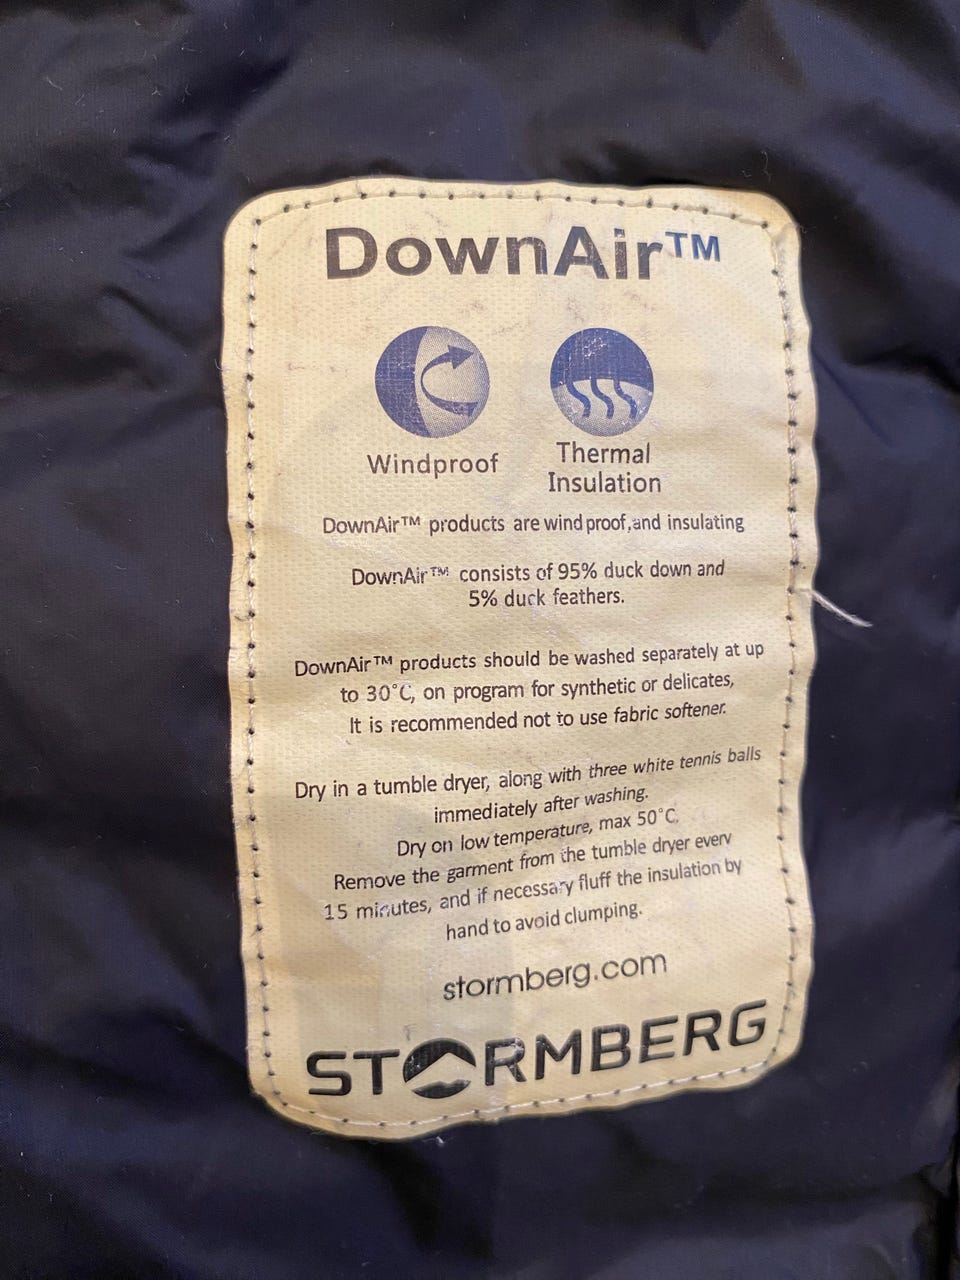 DownAir™
Windproof
Thermal
Insulation
DownAir™ products are wind proof,and insulating
DownAir™ consists of 95% duck down and
5% duck feathers.
DownAir™ products should be washed separately at up
to 30°C, on program for synthetic or delicates,
It is recommended not to use fabric softener.
Dry in a tumble dryer, along with three white tennis balls
immediately after washing.
Dry on low temperature, max 50°C.
Remove the garment from the tumble dryer every
15 minutes, and if necessary fluff the insulation by
hand to avoid clumping.
stormberg.com
STORMBERG